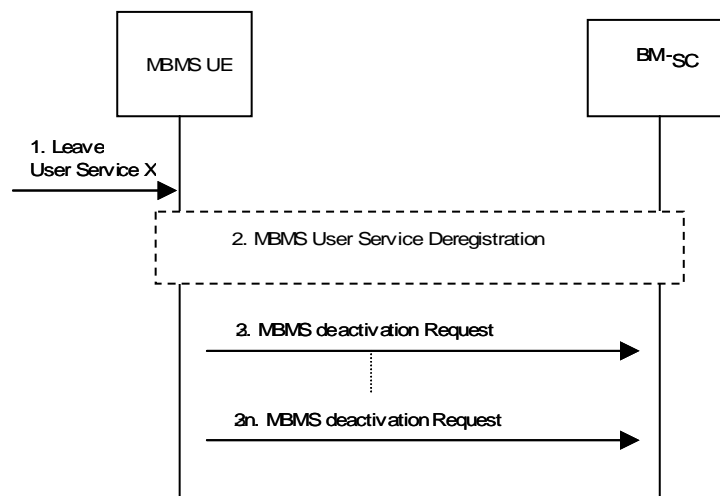 MBMS UE
BM-SC
1. Leave
User Service X
2. MBMS User Service Deregistration
3. MBMS deactivation Request
3n. MBMS deactivation Request